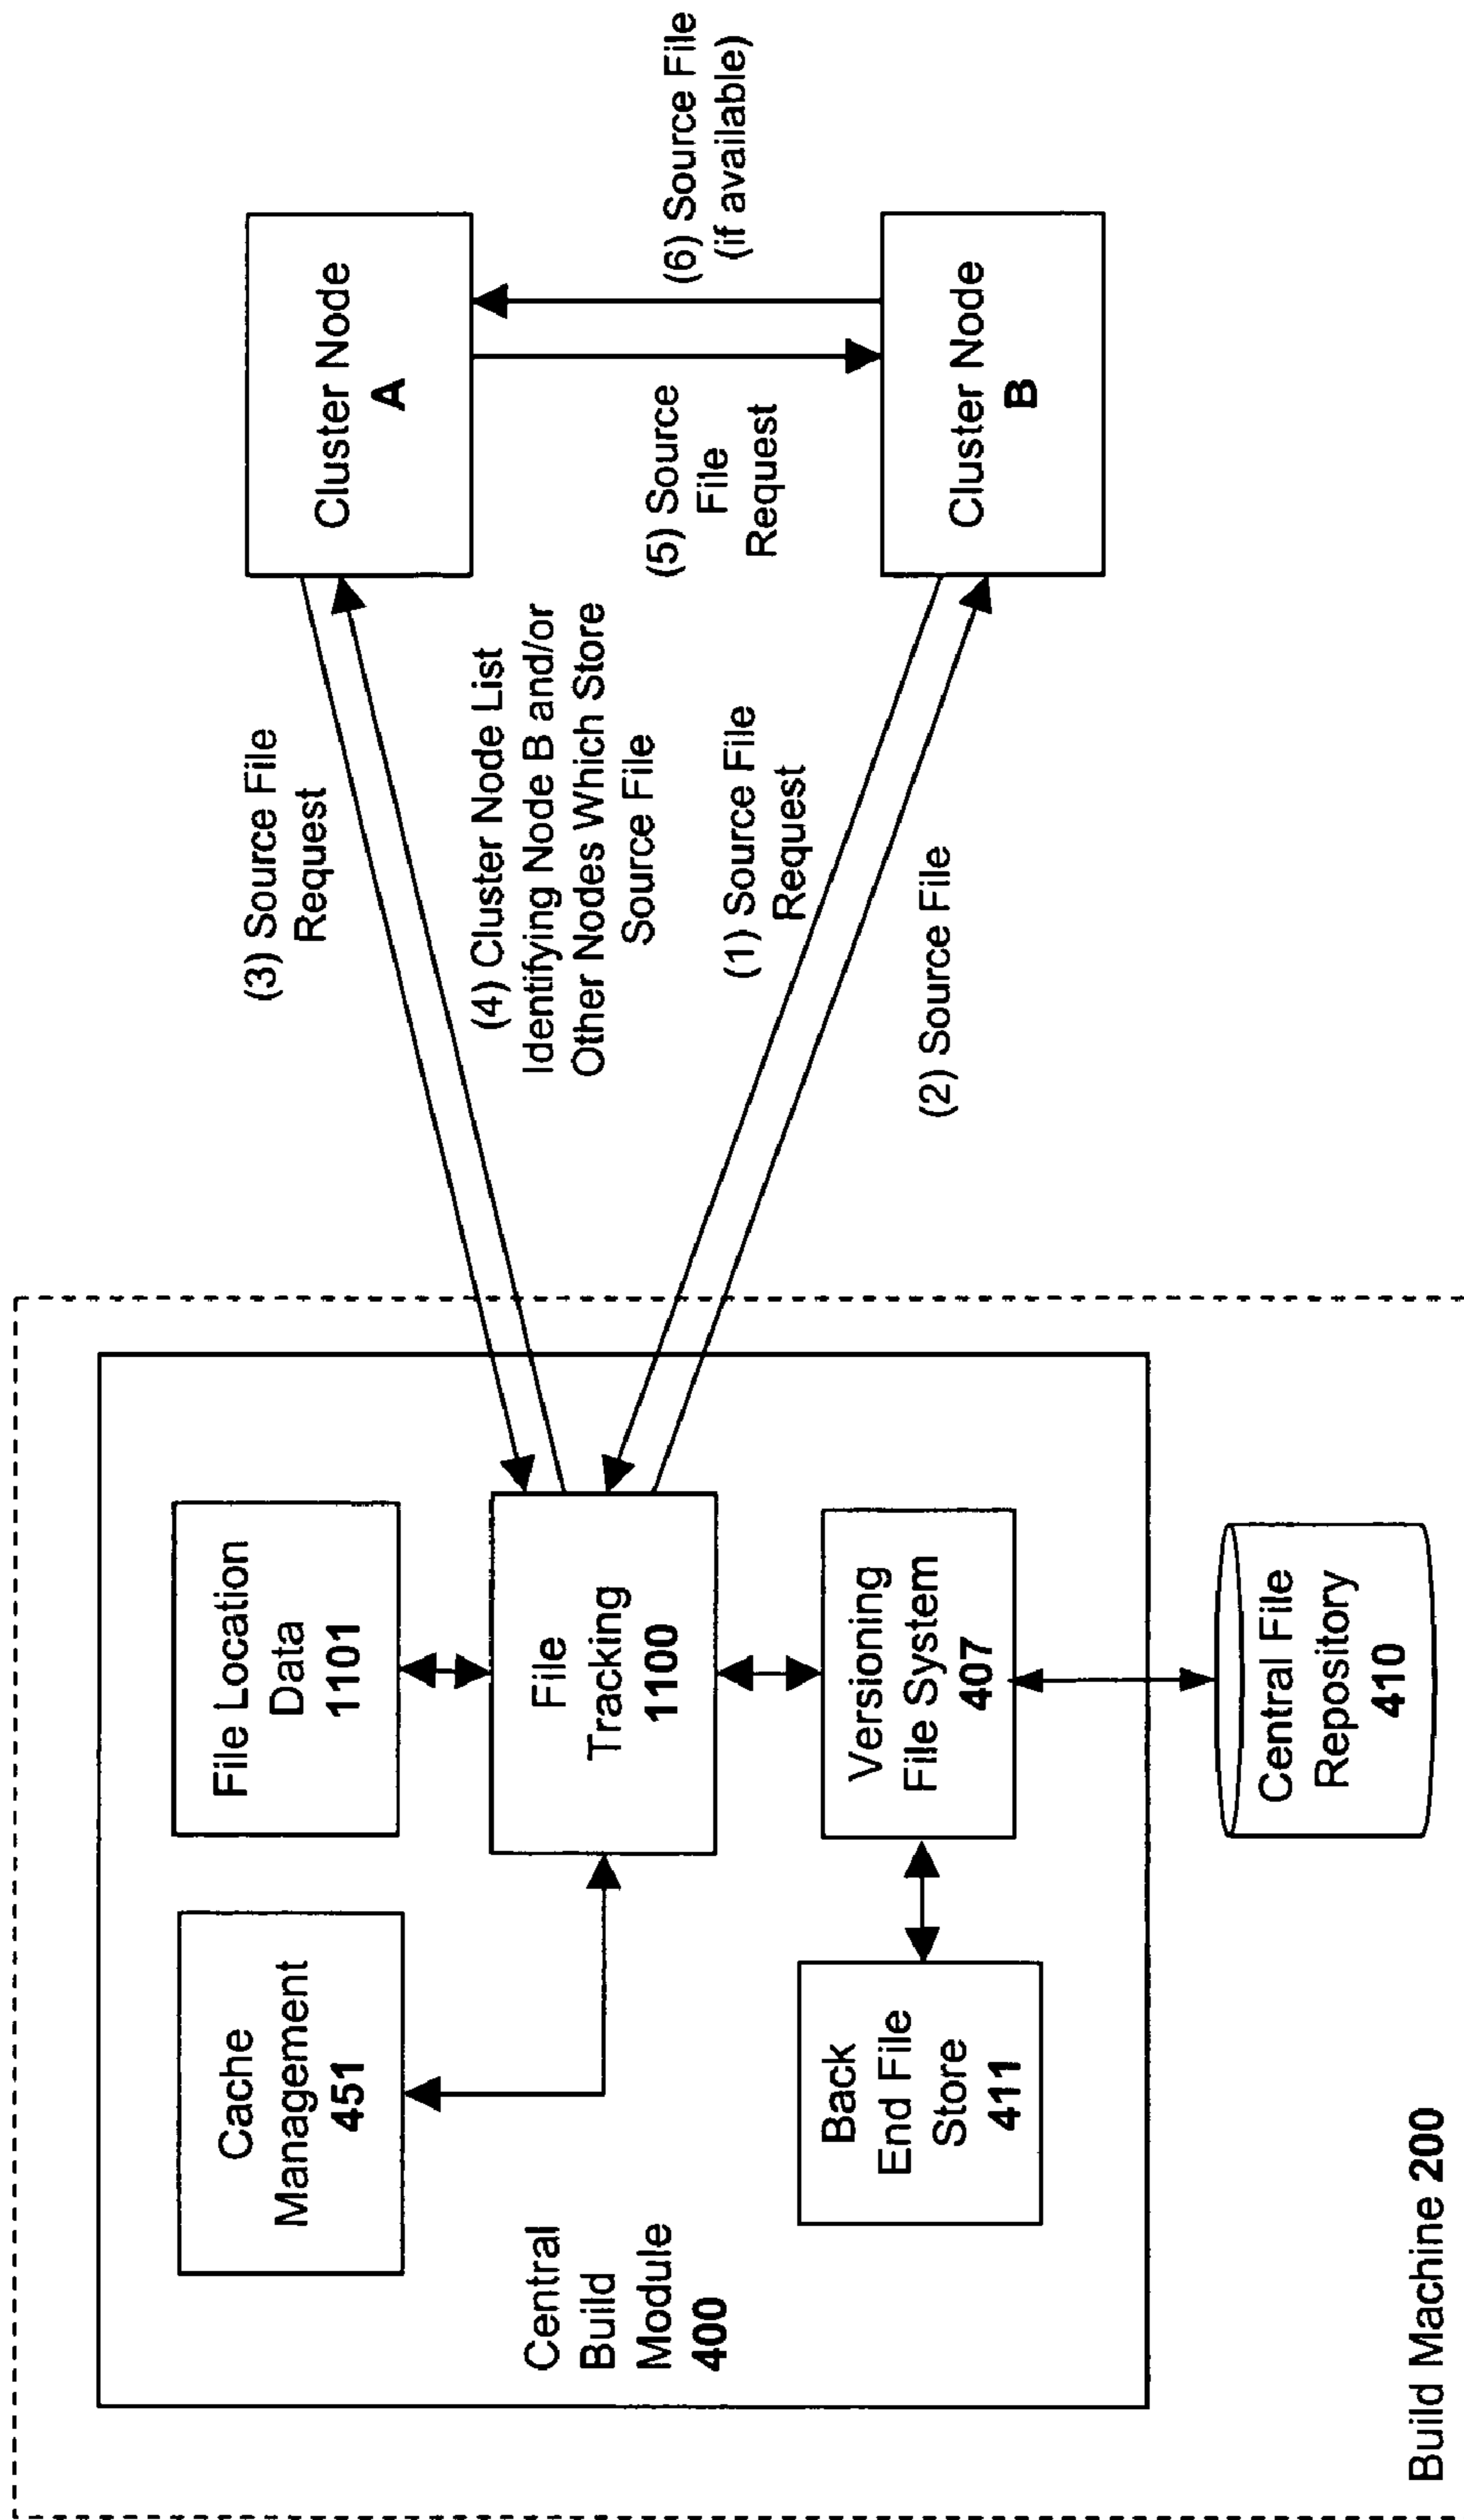 Cache
Management
451
File Location
Data
1101
Central
Build
Module
400
File
Tracking
1100
Back
End File
Store
411
Versioning
File System
407
Central File
Repository
410
Build Machine 200
(3) Source File
Request
(4) Cluster Node List
Identifying Node B and/or
Other Nodes Which Store
Source File
(1) Source File
Request
(2) Source File
Cluster Node
A
(5) Source
File
Request
(6) Source File
(if available)
Cluster Node
B